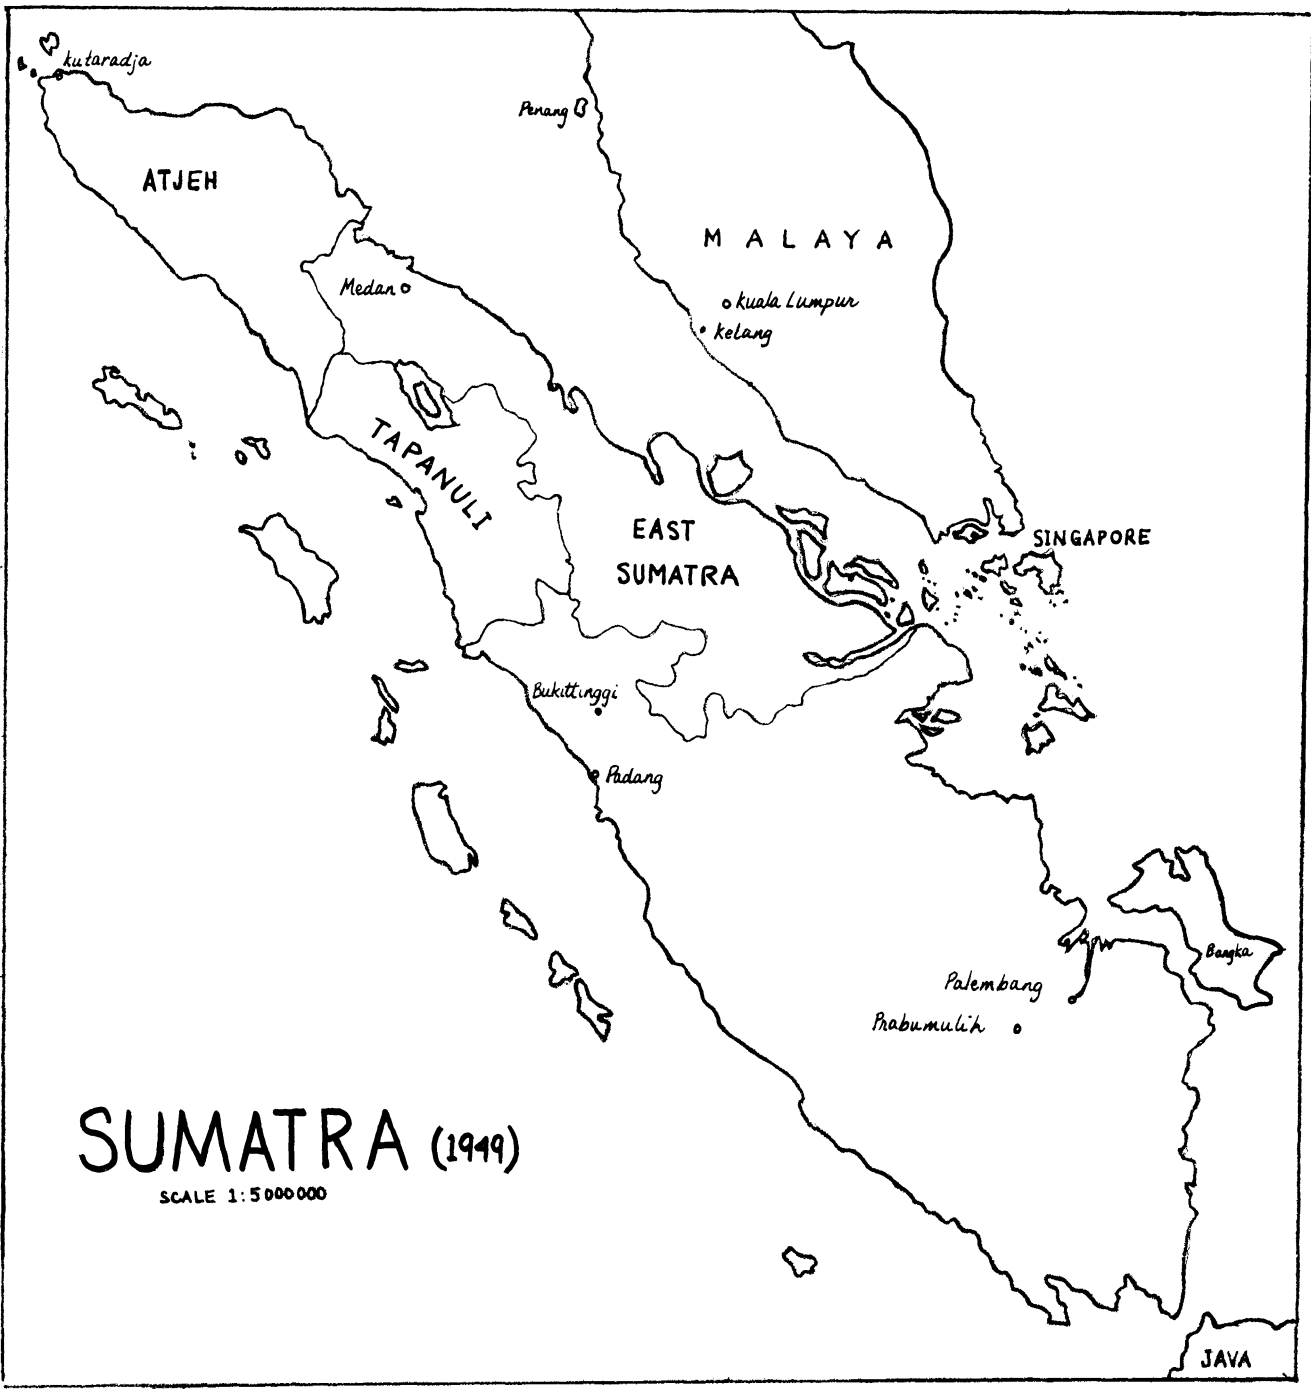 kutaradja
Penang
ATJEH
MALAYA
Medan
kuala Lumpur
kelang
TAPANULI
EAST
SUMATRA
SINGAPORE
Bukittinggi
Padang
Bangka
Palembang
Prabumulih
SUMATRA (1949)
SCALE 1:5000000
JAVA